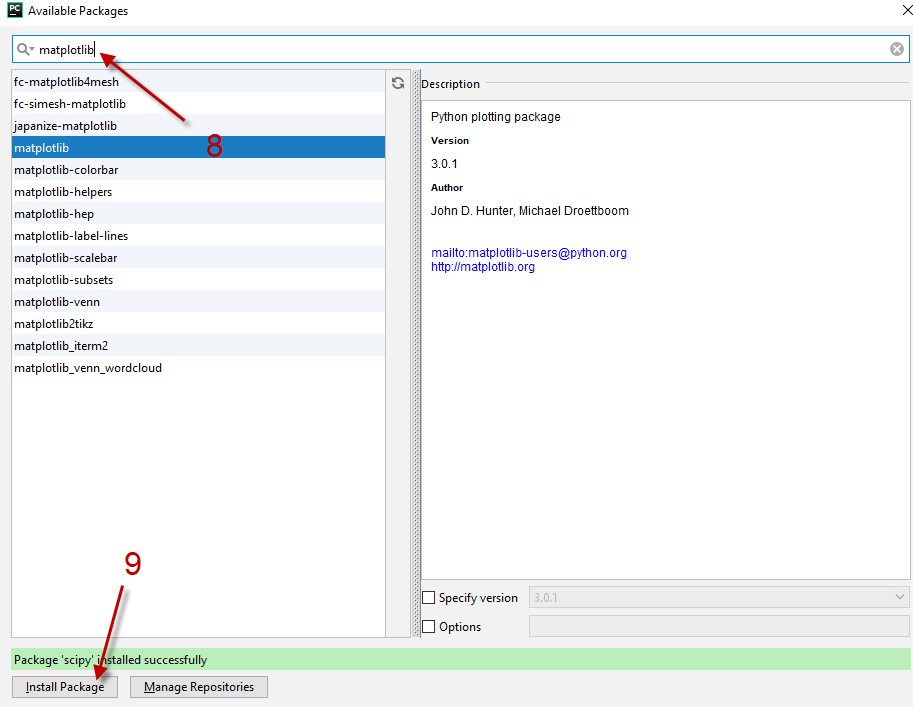 PC Available Packages
matplotlib
fc-matplotlib4mesh
fc-simesh-matplotlib
japanize-matplotlib
matplotlib
8
matplotlib-colorbar
matplotlib-helpers
matplotlib-hep
matplotlib-label-lines
matplotlib-scalebar
matplotlib-subsets
matplotlib-venn
matplotlib2tikz
matplotlib_iterm2
matplotlib_venn_wordcloud
Description
Python plotting package
Version
3.0.1
Author
John D. Hunter, Michael Droettboom
mailto:matplotlib-users@python.org
http://matplotlib.org
9
Specify version 3.0.1
Options
Package 'scipy' installed successfully
Install Package Manage Repositories